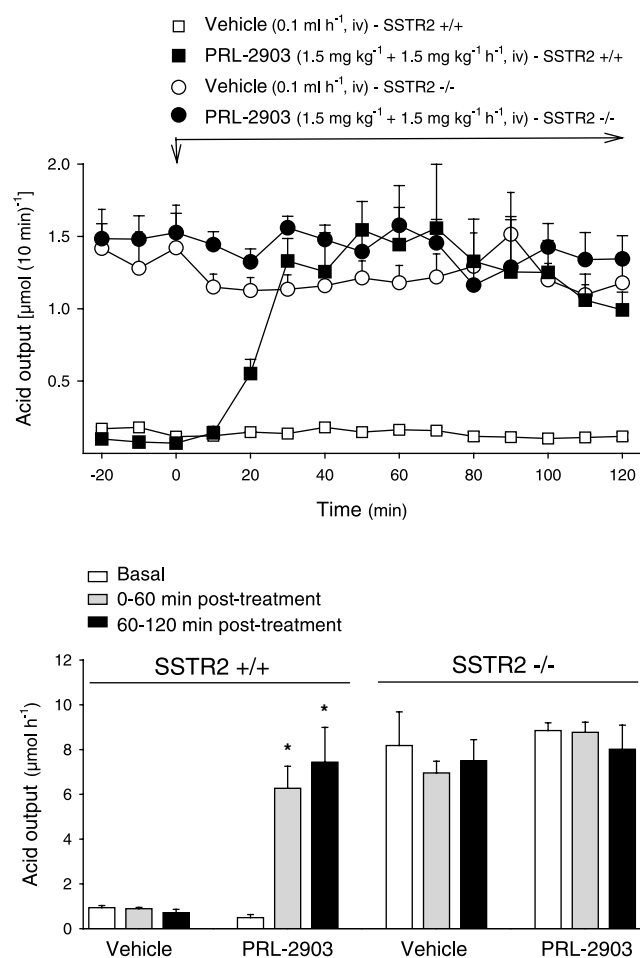 Vehicle (0.1 ml h⁻¹, iv) - SSTR2 +/+
PRL-2903 (1.5 mg kg⁻¹ + 1.5 mg kg⁻¹ h⁻¹, iv) - SSTR2 +/+
Vehicle (0.1 ml h⁻¹, iv) - SSTR2 -/-
PRL-2903 (1.5 mg kg⁻¹ + 1.5 mg kg⁻¹ h⁻¹, iv) - SSTR2 -/-
Acid output [µmol (10 min)⁻¹]
2.0
1.5
1.0
0.5
-20 0 20 40 60 80 100 120
Time (min)
Basal
0-60 min post-treatment
60-120 min post-treatment
SSTR2 +/+ SSTR2 -/-
Acid output (µmol h⁻¹)
12
10
8
6
4
2
0
* *
Vehicle PRL-2903 Vehicle PRL-2903